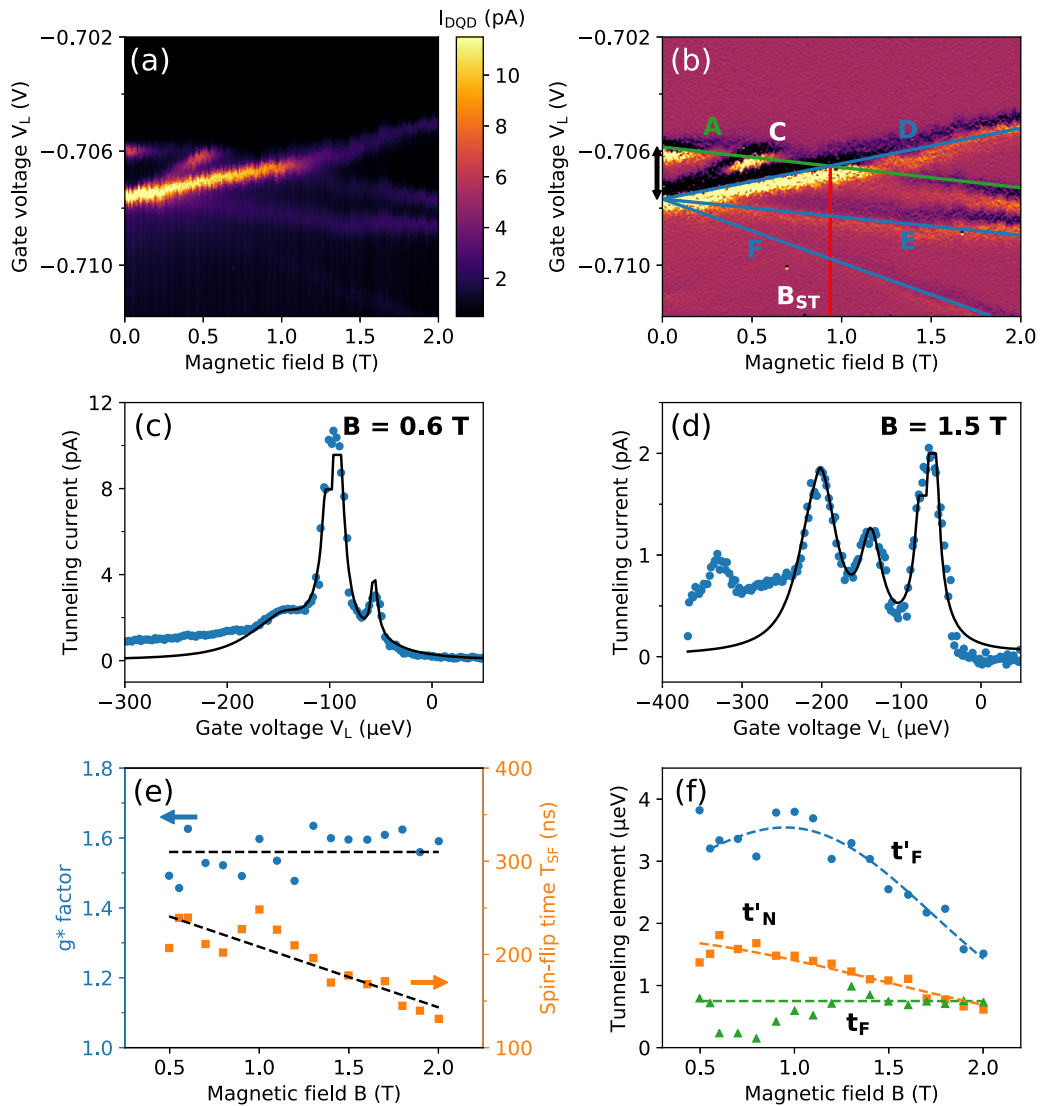 I_DQD (pA)
(a)
−0.702
−0.706
−0.710
Gate voltage V_L (V)
0.0 0.5 1.0 1.5 2.0
Magnetic field B (T)
10
8
6
4
2
(b)
−0.702
−0.706
−0.710
Gate voltage V_L (V)
A
C
D
E
F
B_ST
0.0 0.5 1.0 1.5 2.0
Magnetic field B (T)
(c)
B = 0.6 T
12
8
4
0
Tunneling current (pA)
−300 −200 −100 0
Gate voltage V_L (μeV)
(d)
B = 1.5 T
2
1
0
Tunneling current (pA)
−400 −300 −200 −100 0
Gate voltage V_L (μeV)
(e)
1.8
1.6
1.4
1.2
1.0
g* factor
400
300
200
100
Spin-flip time T_SF (ns)
0.5 1.0 1.5 2.0
Magnetic field B (T)
(f)
4
3
2
1
0
Tunneling element (μeV)
t'_F
t'_N
t_F
0.5 1.0 1.5 2.0
Magnetic field B (T)